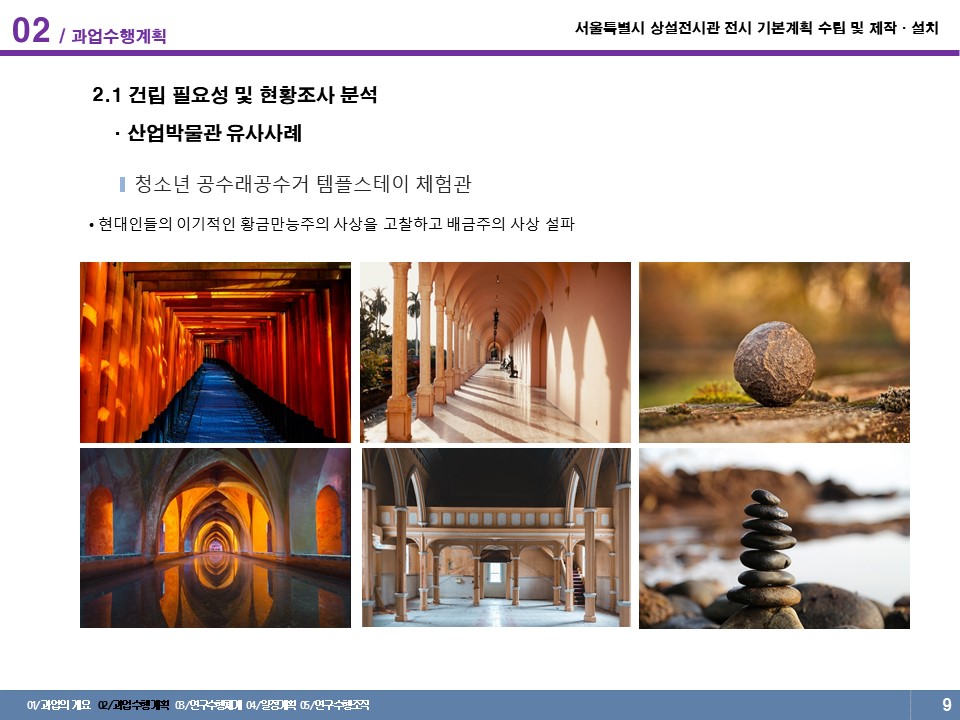 02 / 과업수행계획
서울특별시 상설전시관 전시 기본계획 수립 및 제작 · 설치
2.1 건립 필요성 및 현황조사 분석
· 산업박물관 유사사례
청소년 공수래공수거 템플스테이 체험관
• 현대인들의 이기적인 황금만능주의 사상을 고찰하고 배금주의 사상 설파
01/과업의 개요 02/과업수행계획 03/연구수행체계 04/일정계획 05/연구수행조직
9